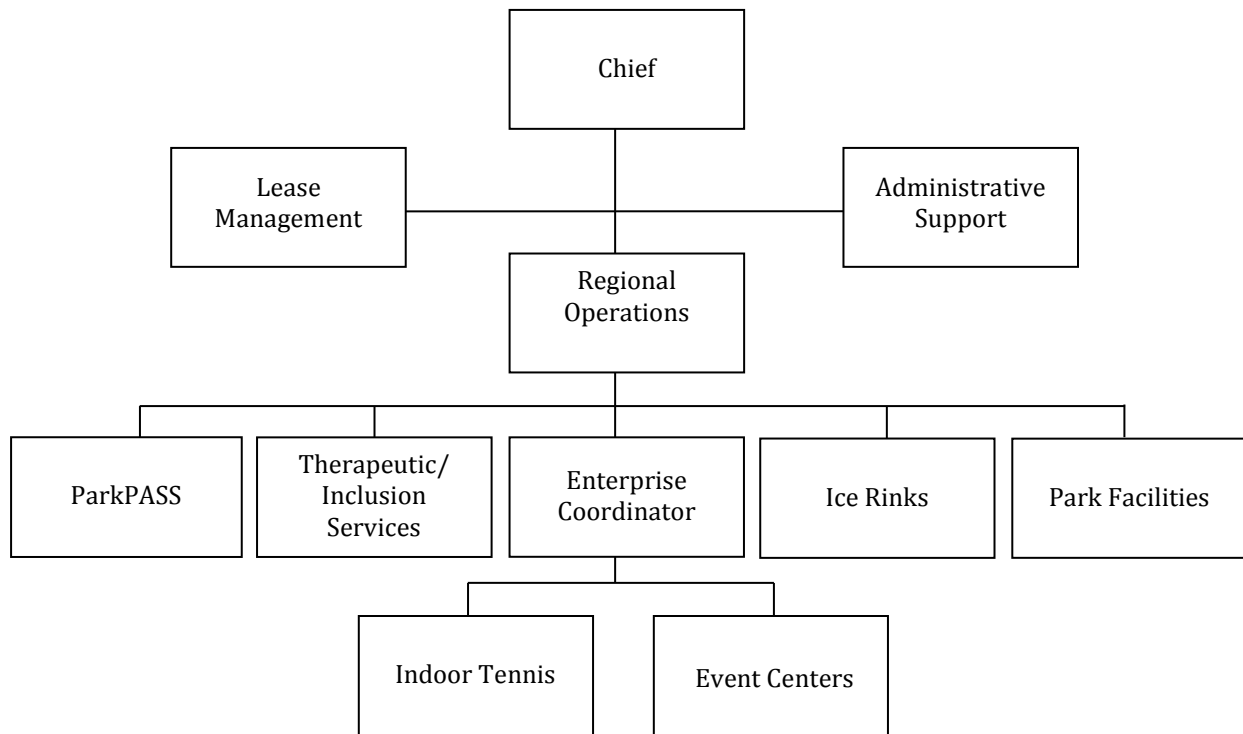 Chief
Lease
Management
Administrative
Support
Regional
Operations
ParkPASS
Therapeutic/
Inclusion
Services
Enterprise
Coordinator
Ice Rinks
Park Facilities
Indoor Tennis
Event Centers